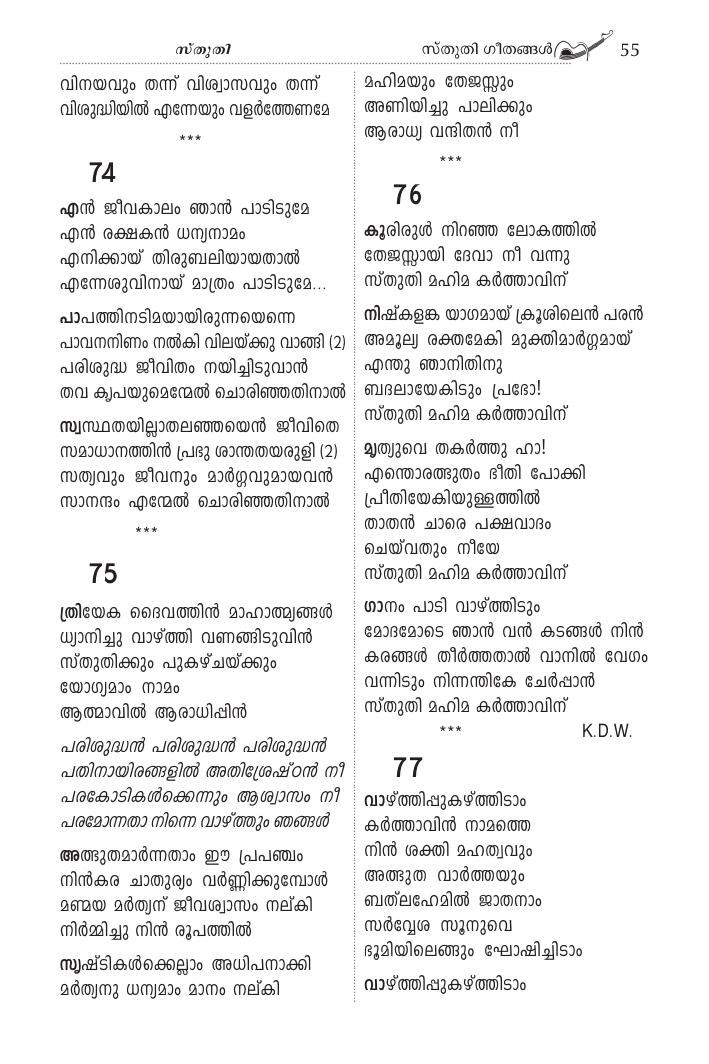 സ്തുതി
സ്തുതി ഗീതങ്ങൾ 55
വിനയവും തന്ന് വിശ്വാസവും തന്ന്
വിശുദ്ധിയിൽ എന്നേയും വളർത്തേണമേ
***
74
എൻ ജീവകാലം ഞാൻ പാടിടുമേ
എൻ രക്ഷകൻ ധന്യനാമം
എനിക്കായ് തിരുബലിയായതാൽ
എന്നേശുവിനായ് മാത്രം പാടിടുമേ...
പാപത്തിനടിമയായിരുന്നയെന്നെ
പാവനനിണം നൽകി വിലയ്ക്കു വാങ്ങി (2)
പരിശുദ്ധ ജീവിതം നയിച്ചിടുവാൻ
തവ കൃപയുമെന്മേൽ ചൊരിഞ്ഞതിനാൽ
സ്വസ്ഥതയില്ലാതലഞ്ഞയെൻ ജീവിതെ
സമാധാനത്തിൻ പ്രഭു ശാന്തതയരുളി (2)
സത്യവും ജീവനും മാർഗ്ഗവുമായവൻ
സാനന്ദം എന്മേൽ ചൊരിഞ്ഞതിനാൽ
***
75
ത്രിയേക ദൈവത്തിൻ മാഹാത്മ്യങ്ങൾ
ധ്യാനിച്ചു വാഴ്ത്തി വണങ്ങിടുവിൻ
സ്തുതിക്കും പുകഴ്ചയ്ക്കും
യോഗ്യമാം നാമം
ആത്മാവിൽ ആരാധിപ്പിൻ
പരിശുദ്ധൻ പരിശുദ്ധൻ പരിശുദ്ധൻ
പതിനായിരങ്ങളിൽ അതിശ്രേഷ്ഠൻ നീ
പരകോടികൾക്കെന്നും ആശ്വാസം നീ
പരമോന്നതാ നിന്നെ വാഴ്ത്തും ഞങ്ങൾ
അത്ഭുതമാർന്നതാം ഈ പ്രപഞ്ചം
നിൻകര ചാതുര്യം വർണ്ണിക്കുമ്പോൾ
മണ്മയ മർത്യന് ജീവശ്വാസം നല്കി
നിർമ്മിച്ചു നിൻ രൂപത്തിൽ
സൃഷ്ടികൾക്കെല്ലാം അധിപനാക്കി
മർത്യനു ധന്യമാം മാനം നല്കി
മഹിമയും തേജസ്സും
അണിയിച്ചു പാലിക്കും
ആരാധ്യ വന്ദിതൻ നീ
***
76
കൂരിരുൾ നിറഞ്ഞ ലോകത്തിൽ
തേജസ്സായി ദേവാ നീ വന്നു
സ്തുതി മഹിമ കർത്താവിന്
നിഷ്കളങ്ക യാഗമായ് ക്രൂശിലെൻ പരൻ
അമൂല്യ രക്തമേകി മുക്തിമാർഗ്ഗമായ്
എന്തു ഞാനിതിനു
ബദലായേകിടും പ്രഭോ!
സ്തുതി മഹിമ കർത്താവിന്
മൃത്യുവെ തകർത്തു ഹാ!
എന്തൊരത്ഭുതം ഭീതി പോക്കി
പ്രീതിയേകിയുള്ളത്തിൽ
താതൻ ചാരെ പക്ഷവാദം
ചെയ്‌വതും നീയേ
സ്തുതി മഹിമ കർത്താവിന്
ഗാനം പാടി വാഴ്ത്തിടും
മോദമോടെ ഞാൻ വൻ കടങ്ങൾ നിൻ
കരങ്ങൾ തീർത്തതാൽ വാനിൽ വേഗം
വന്നിടും നിന്നന്തികേ ചേർപ്പാൻ
സ്തുതി മഹിമ കർത്താവിന്
*** K.D.W.
77
വാഴ്ത്തിപ്പുകഴ്ത്തിടാം
കർത്താവിൻ നാമത്തെ
നിൻ ശക്തി മഹത്വവും
അത്ഭുത വാർത്തയും
ബത്‌ലഹേമിൽ ജാതനാം
സർവ്വേശ സൂനുവെ
ഭൂമിയിലെങ്ങും ഘോഷിച്ചിടാം
വാഴ്ത്തിപ്പുകഴ്ത്തിടാം